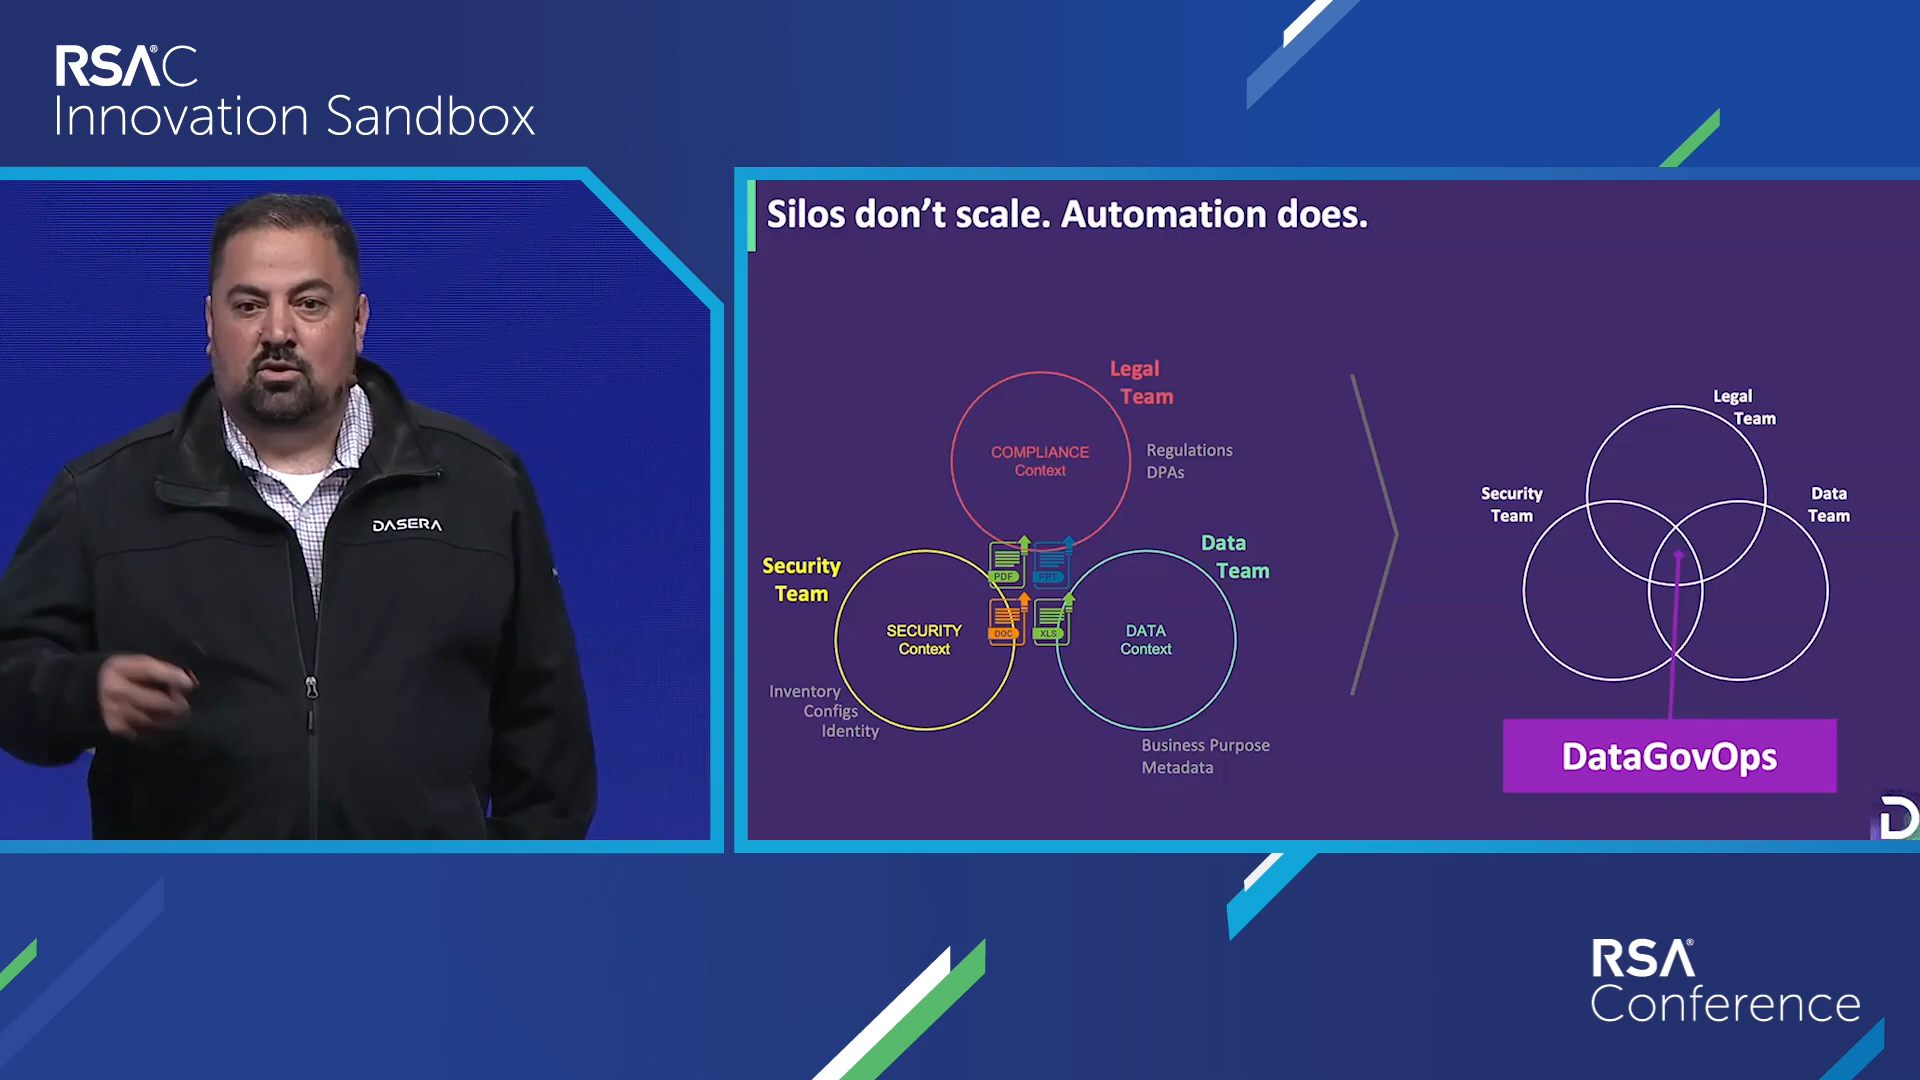 RSAC
Innovation Sandbox
DASERA
Silos don't scale. Automation does.
Legal
Team
COMPLIANCE
Context
Regulations
DPAs
PDF
PPT
DOC
XLS
Security
Team
SECURITY
Context
Inventory
Configs
Identity
Data
Team
DATA
Context
Business Purpose
Metadata
Legal
Team
Security
Team
Data
Team
DataGovOps
D
RSA
Conference